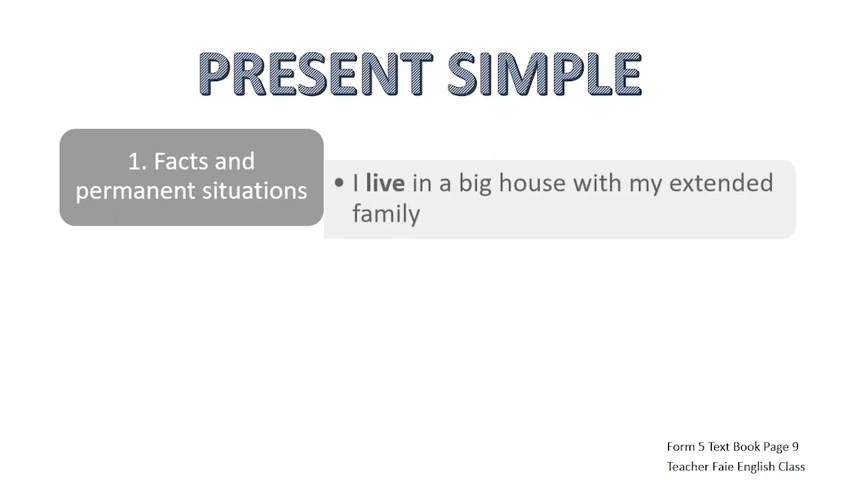 PRESENT SIMPLE
1. Facts and
permanent situations
• I live in a big house with my extended
family
Form 5 Text Book Page 9
Teacher Faie English Class